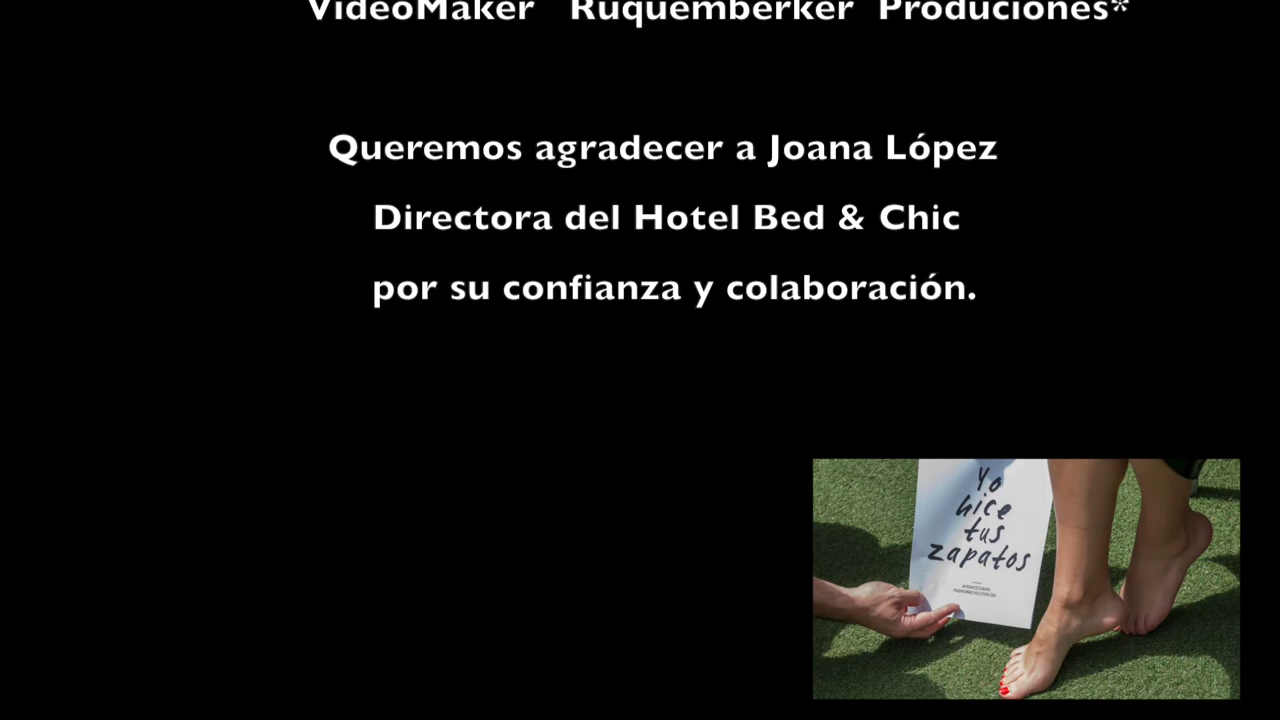 VideoMaker Ruquemberker Produciones*
Queremos agradecer a Joana López
Directora del Hotel Bed & Chic
por su confianza y colaboración.
Yo
hice
tus
zapatos